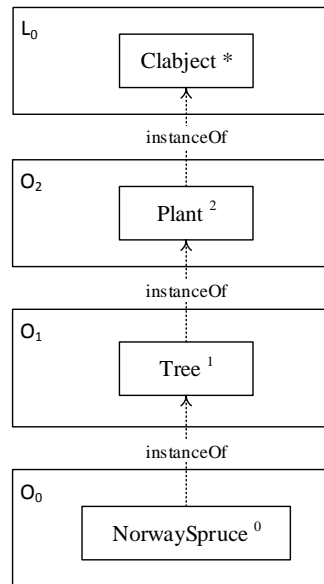 L₀
Clabject *
instanceOf
O₂
Plant ²
instanceOf
O₁
Tree ¹
instanceOf
O₀
NorwaySpruce ⁰